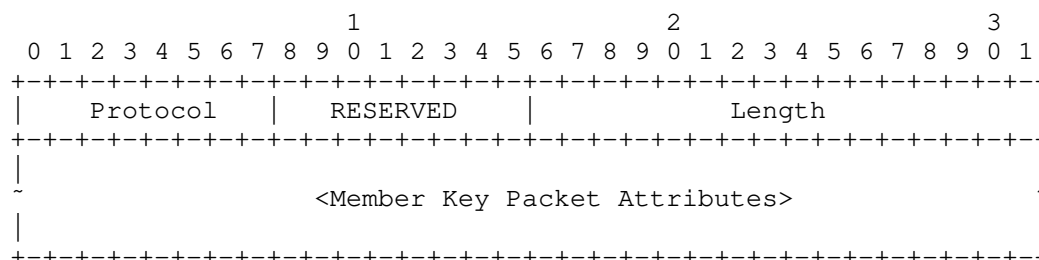 1                   2                   3
 0 1 2 3 4 5 6 7 8 9 0 1 2 3 4 5 6 7 8 9 0 1 2 3 4 5 6 7 8 9 0 1
+-+-+-+-+-+-+-+-+-+-+-+-+-+-+-+-+-+-+-+-+-+-+-+-+-+-+-+-+-+-+-+-
|    Protocol   |   RESERVED    |            Length
+-+-+-+-+-+-+-+-+-+-+-+-+-+-+-+-+-+-+-+-+-+-+-+-+-+-+-+-+-+-+-+-
|
~                  <Member Key Packet Attributes>               ~
|
+-+-+-+-+-+-+-+-+-+-+-+-+-+-+-+-+-+-+-+-+-+-+-+-+-+-+-+-+-+-+-+-